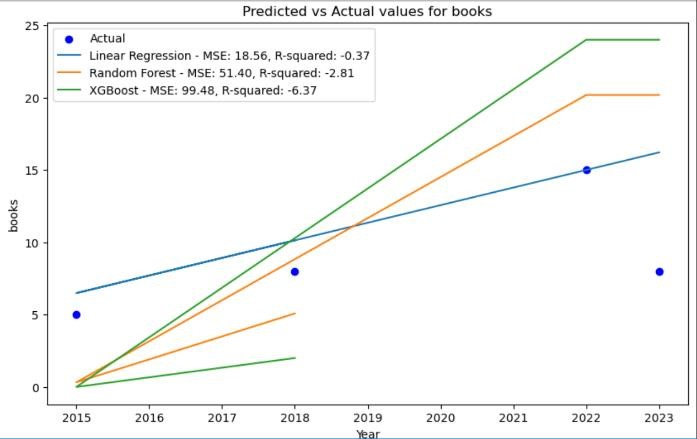 Predicted vs Actual values for books
Actual
Linear Regression - MSE: 18.56, R-squared: -0.37
Random Forest - MSE: 51.40, R-squared: -2.81
XGBoost - MSE: 99.48, R-squared: -6.37
25
20
15
10
5
0
books
2015 2016 2017 2018 2019 2020 2021 2022 2023
Year